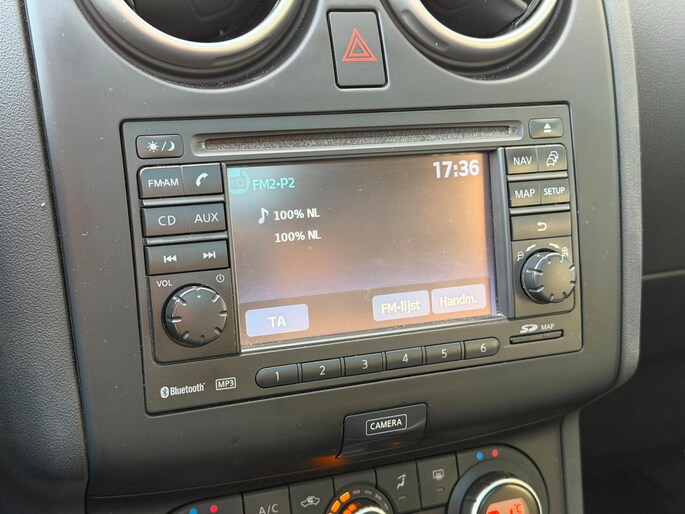 17:36
NAV
FM-AM
FM2-P2
MAP SETUP
CD AUX
100% NL
100% NL
VOL
TA FM-lijst Handm.
SD MAP
1 2 3 4 5 6
Bluetooth MP3
CAMERA
A/C